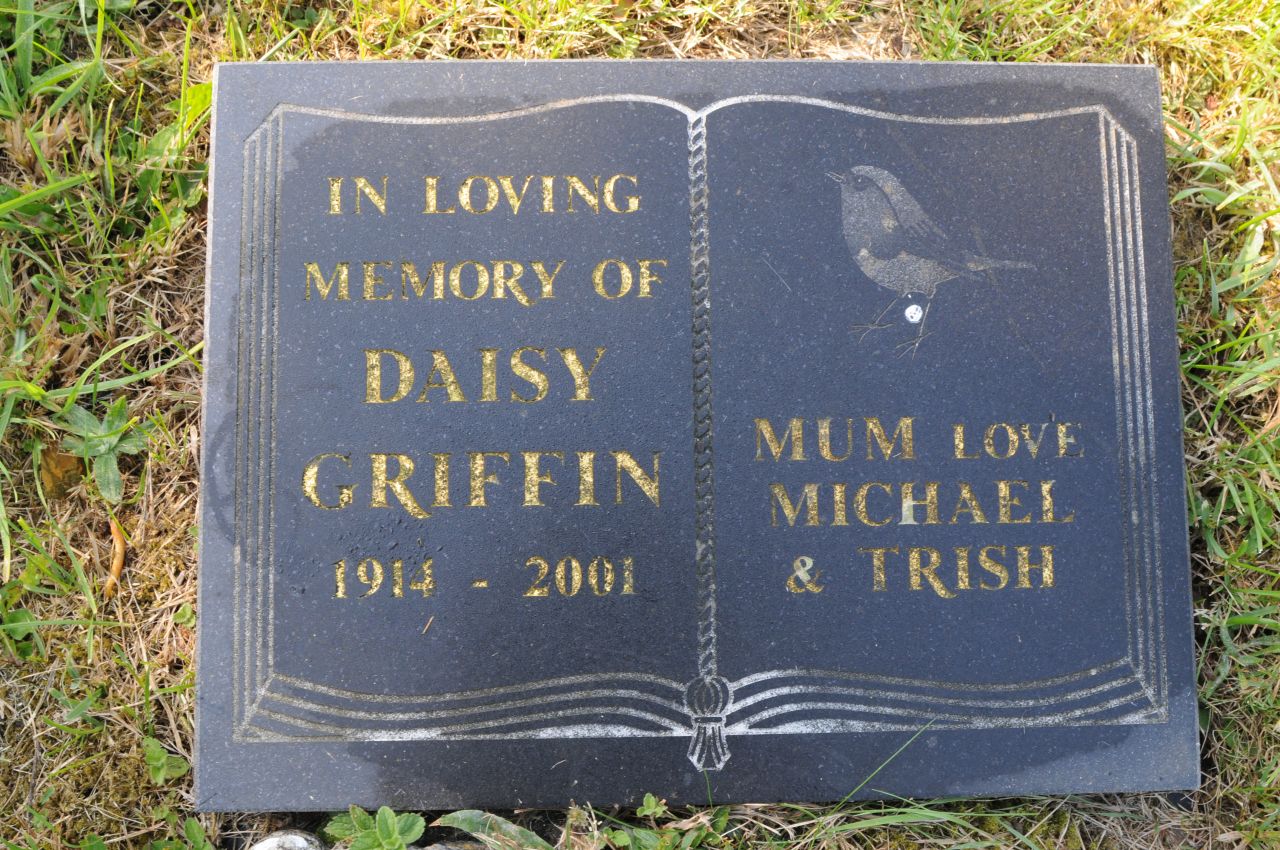 IN LOVING
MEMORY OF
DAISY
GRIFFIN
1914 - 2001
MUM LOVE
MICHAEL
& TRISH